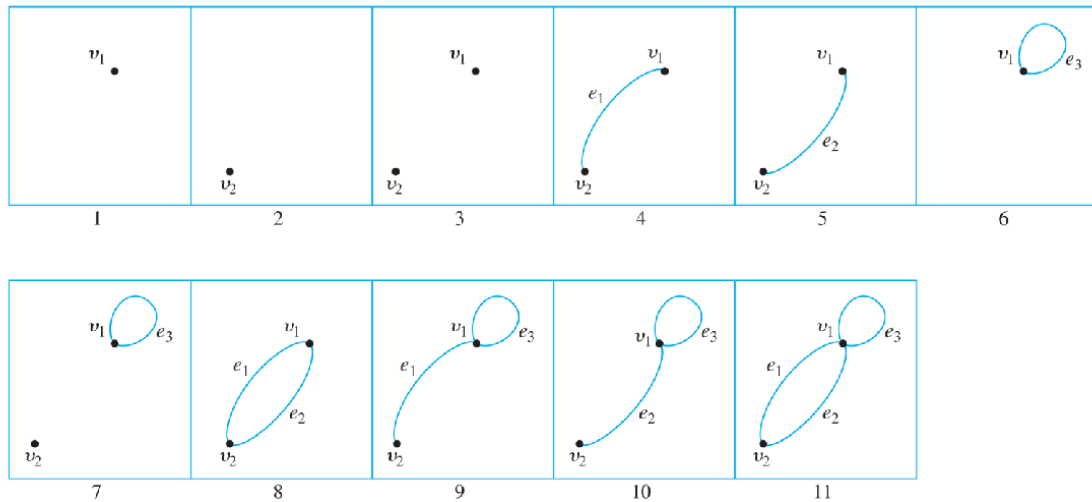 v1 v1 v1 v1 v1 e3
e1
e2
v2 v2 v2 v2
1 2 3 4 5 6
v1 e3 v1 v1 e3 v1 e3 v1 e3
e1 e1 e1
e2 e2 e2
v2 v2 v2 v2 v2
7 8 9 10 11